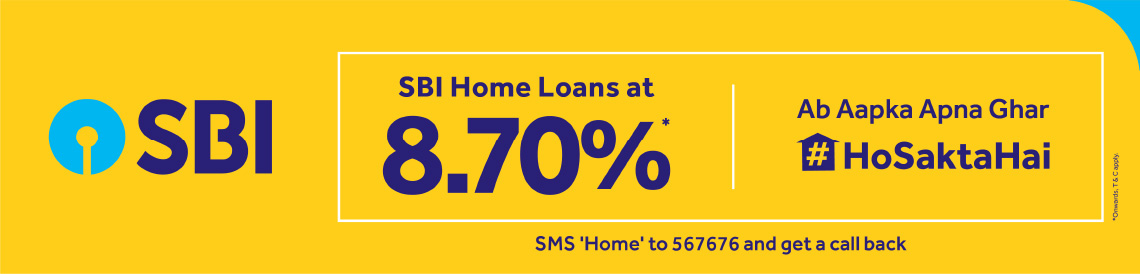 SBI
SBI Home Loans at
8.70%*
Ab Aapka Apna Ghar
#HoSaktaHai
*Onwards, T & C apply.
SMS 'Home' to 567676 and get a call back